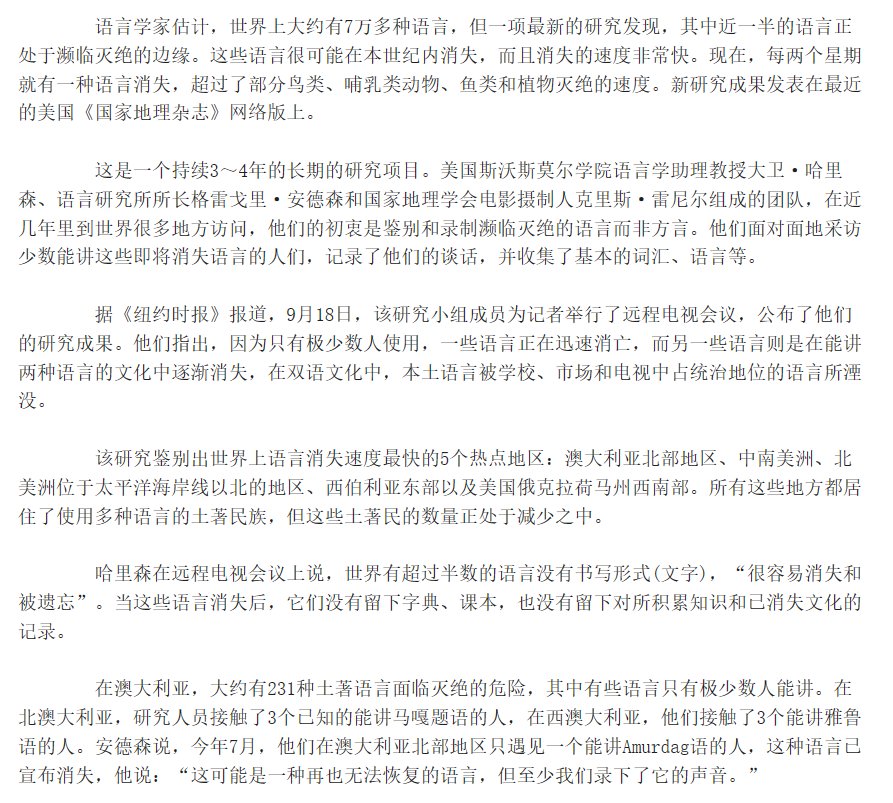 语言学家估计，世界上大约有7万多种语言，但一项最新的研究发现，其中近一半的语言正
处于濒临灭绝的边缘。这些语言很可能在本世纪内消失，而且消失的速度非常快。现在，每两个星期
就有一种语言消失，超过了部分鸟类、哺乳类动物、鱼类和植物灭绝的速度。新研究成果发表在最近
的美国《国家地理杂志》网络版上。
这是一个持续3～4年的长期的研究项目。美国斯沃斯莫尔学院语言学助理教授大卫·哈里
森、语言研究所所长格雷戈里·安德森和国家地理学会电影摄制人克里斯·雷尼尔组成的团队，在近
几年里到世界很多地方访问，他们的初衷是鉴别和录制濒临灭绝的语言而非方言。他们面对面地采访
少数能讲这些即将消失语言的人们，记录了他们的谈话，并收集了基本的词汇、语言等。
据《纽约时报》报道，9月18日，该研究小组成员为记者举行了远程电视会议，公布了他们
的研究成果。他们指出，因为只有极少数人使用，一些语言正在迅速消亡，而另一些语言则是在能讲
两种语言的文化中逐渐消失，在双语文化中，本土语言被学校、市场和电视中占统治地位的语言所湮
没。
该研究鉴别出世界上语言消失速度最快的5个热点地区：澳大利亚北部地区、中南美洲、北
美洲位于太平洋海岸线以北的地区、西伯利亚东部以及美国俄克拉荷马州西南部。所有这些地方都居
住了使用多种语言的土著民族，但这些土著民的数量正处于减少之中。
哈里森在远程电视会议上说，世界有超过半数的语言没有书写形式(文字)，“很容易消失和
被遗忘”。当这些语言消失后，它们没有留下字典、课本，也没有留下对所积累知识和已消失文化的
记录。
在澳大利亚，大约有231种土著语言面临灭绝的危险，其中有些语言只有极少数人能讲。在
北澳大利亚，研究人员接触了3个已知的能讲马嘎题语的人，在西澳大利亚，他们接触了3个能讲雅鲁
语的人。安德森说，今年7月，他们在澳大利亚北部地区只遇见一个能讲Amurdag语的人，这种语言已
宣布消失，他说：“这可能是一种再也无法恢复的语言，但至少我们录下了它的声音。”